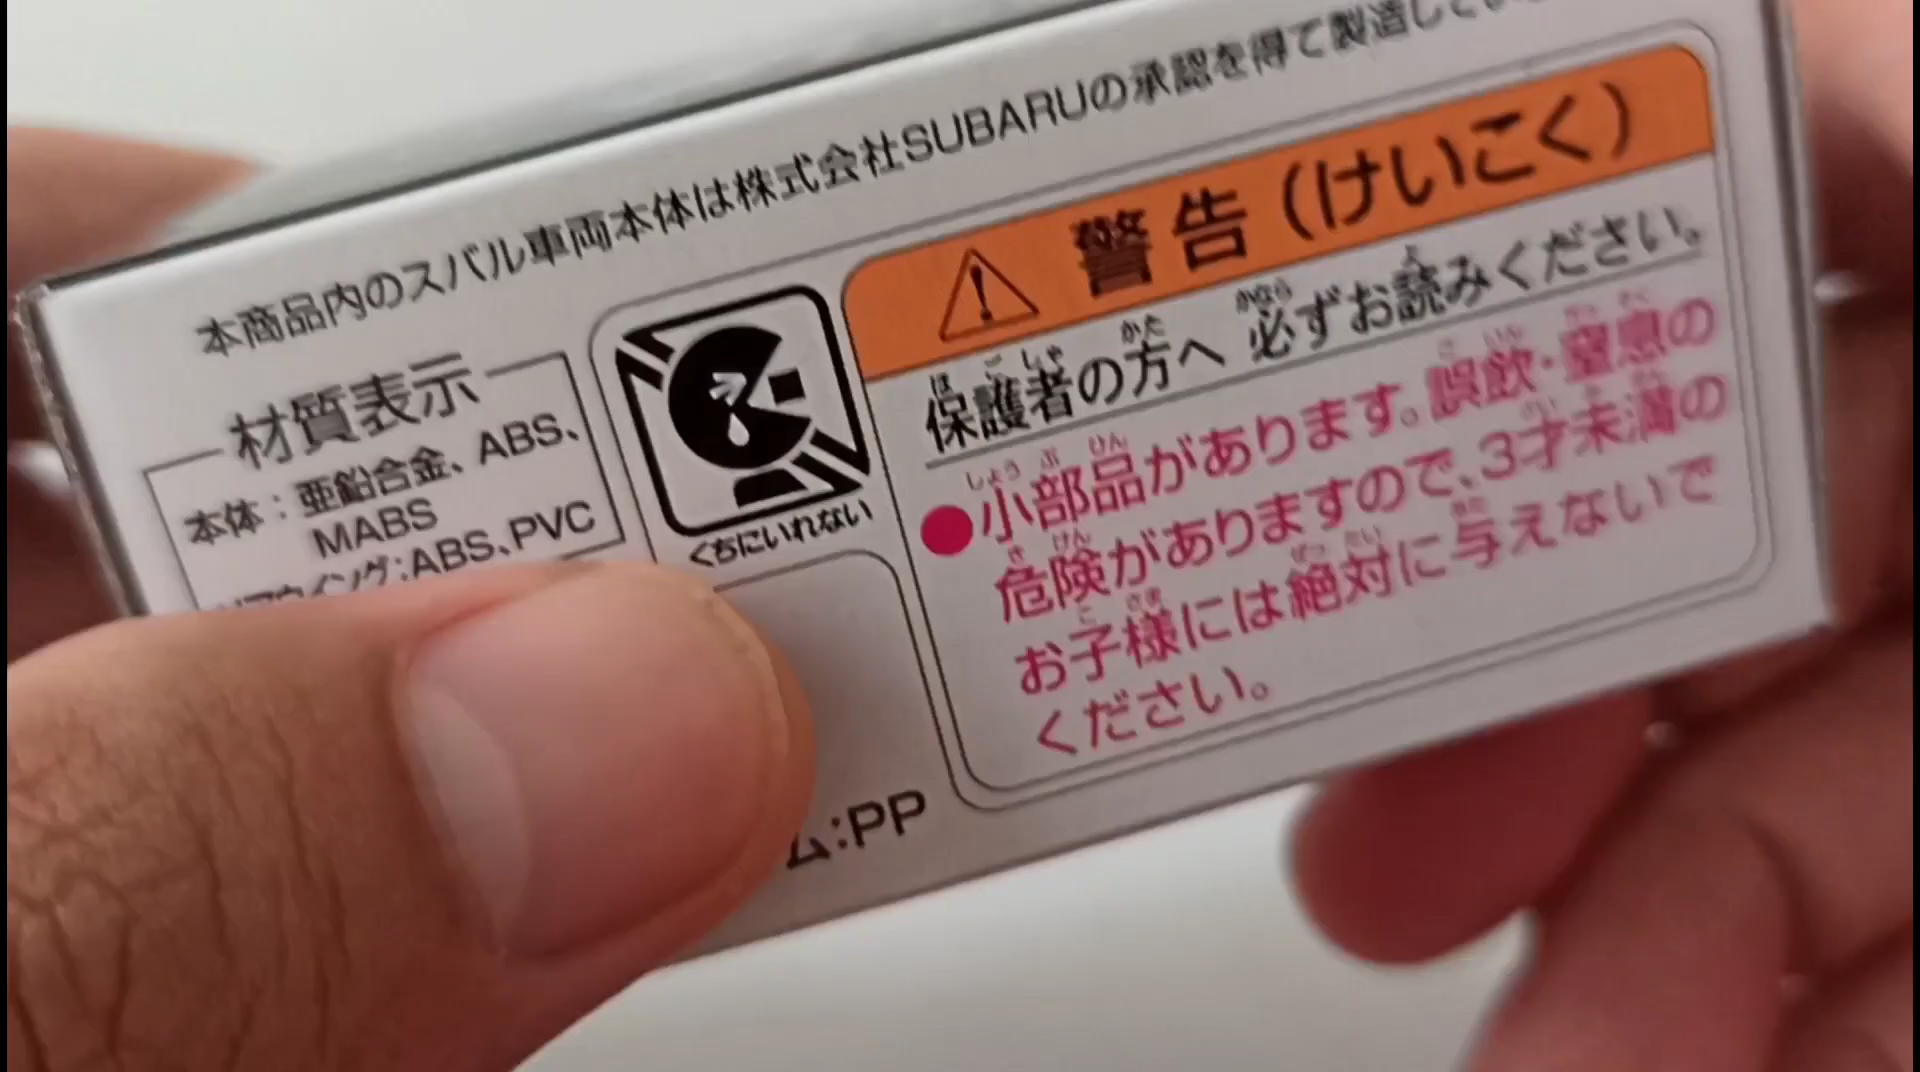 本商品内のスバル車両本体は株式会社SUBARUの承認を得て製造してい
材質表示
本体：亜鉛合金、ABS、
MABS
リアウイング：ABS、PVC
ム：PP
くちにいれない
警告（けいこく）
保護者の方へ 必ずお読みください。
●小部品があります。誤飲・窒息の
危険がありますので、3才未満の
お子様には絶対に与えないで
ください。